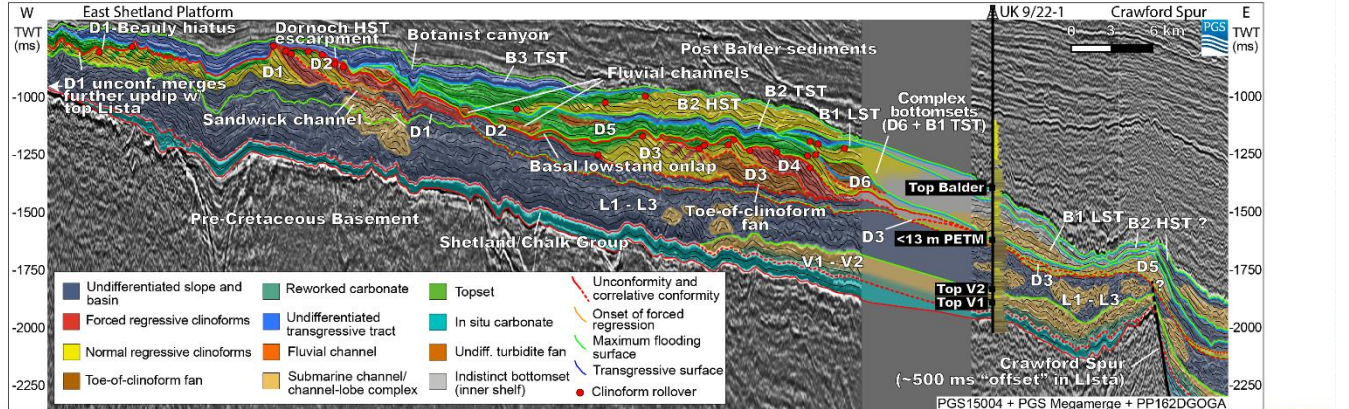 W
East Shetland Platform
UK 9/22-1
Crawford Spur
E
TWT
(ms)
D1-Beauly hiatus
Dornoch HST
escarpment
Botanist canyon
Post Balder sediments
0 3 6 km
PGS
TWT
(ms)
D1
D2
B3 TST
Fluvial channels
D1 unconf. merges
further updip w/
top Lista
Sandwick channel
D1
D2
D5
B2 HST
B2 TST
B1 LST
Complex
bottomsets
(D6 + B1 TST)
Basal lowstand onlap
D3
D3
D4
D6
Top Balder
-1000
-1250
-1500
-1750
-2000
-2250
-1000
-1250
-1500
-1750
-2000
-2250
L1 - L3
Toe-of-clinoform
fan
D3
<13 m PETM
B1 LST
B2 HST ?
Pre-Cretaceous Basement
Shetland/Chalk Group
V1 - V2
Top V2
Top V1
D3
D5
?
L1 - L3
Crawford Spur
(~500 ms "offset" in LIsta)
Undifferentiated slope and
basin
Forced regressive clinoforms
Normal regressive clinoforms
Toe-of-clinoform fan
Reworked carbonate
Undifferentiated
transgressive tract
Fluvial channel
Submarine channel/
channel-lobe complex
Topset
In situ carbonate
Undiff. turbidite fan
Indistinct bottomset
(inner shelf)
Unconformity and
correlative conformity
Onset of forced
regression
Maximum flooding
surface
Transgressive surface
Clinoform rollover
PGS15004 + PGS Megamerge + PP162DGOGA